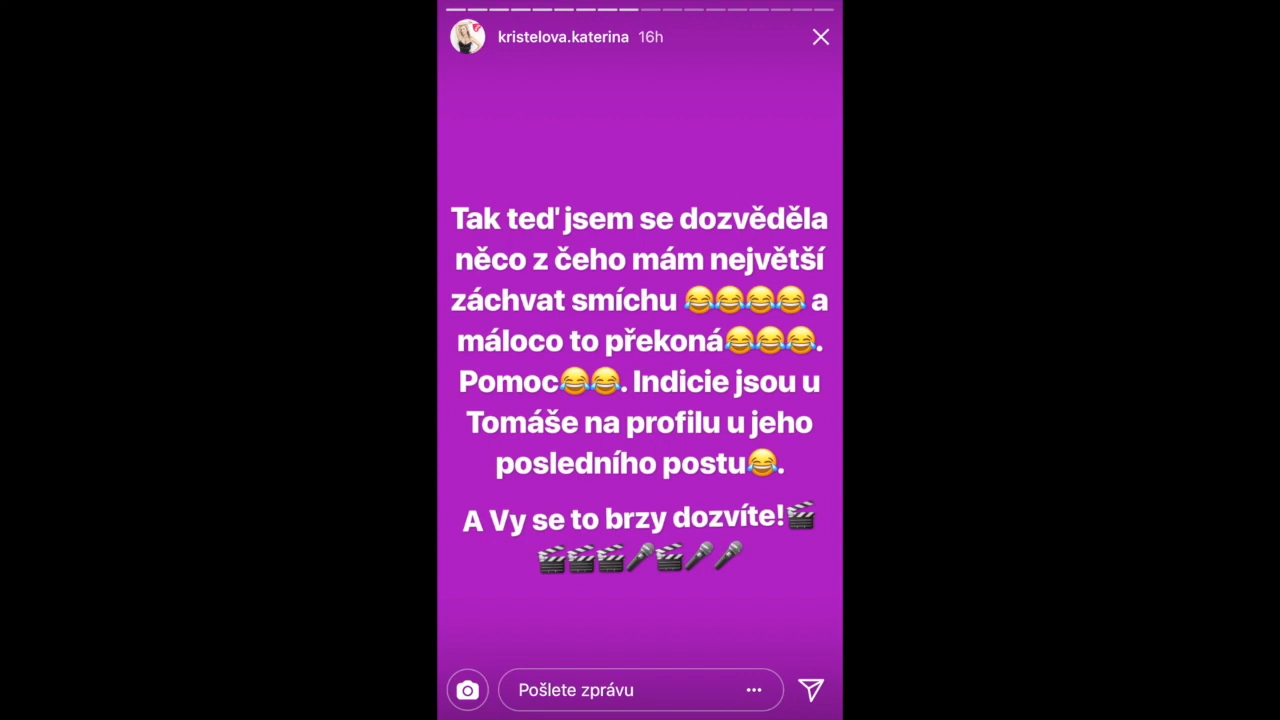 kristelova.katerina 16h
Tak teď jsem se dozvěděla
něco z čeho mám největší
záchvat smíchu 😂😂😂😂 a
máloco to překoná😂😂😂.
Pomoc😂😂. Indicie jsou u
Tomáše na profilu u jeho
posledního postu😂.
A Vy se to brzy dozvíte!🎬
🎬🎬🎬🎤🎬🎤🎤
Pošlete zprávu